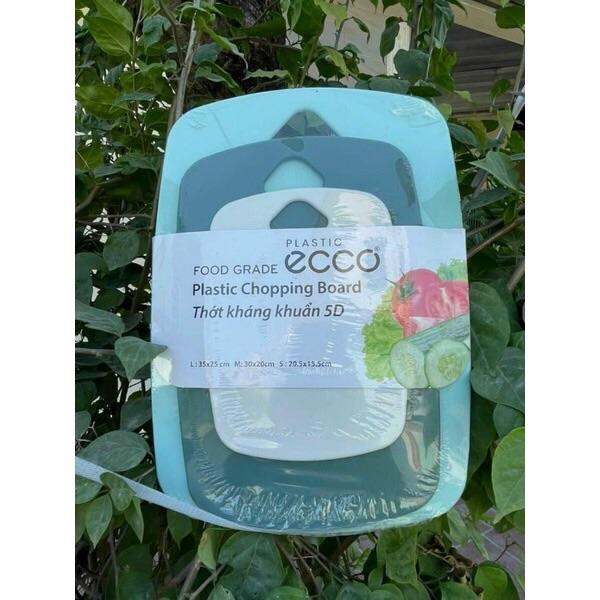 PLASTIC
FOOD GRADE ecco
Plastic Chopping Board
Thớt kháng khuẩn 5D
L : 35x25 cm M: 30x20cm S : 20.5x15.5cm